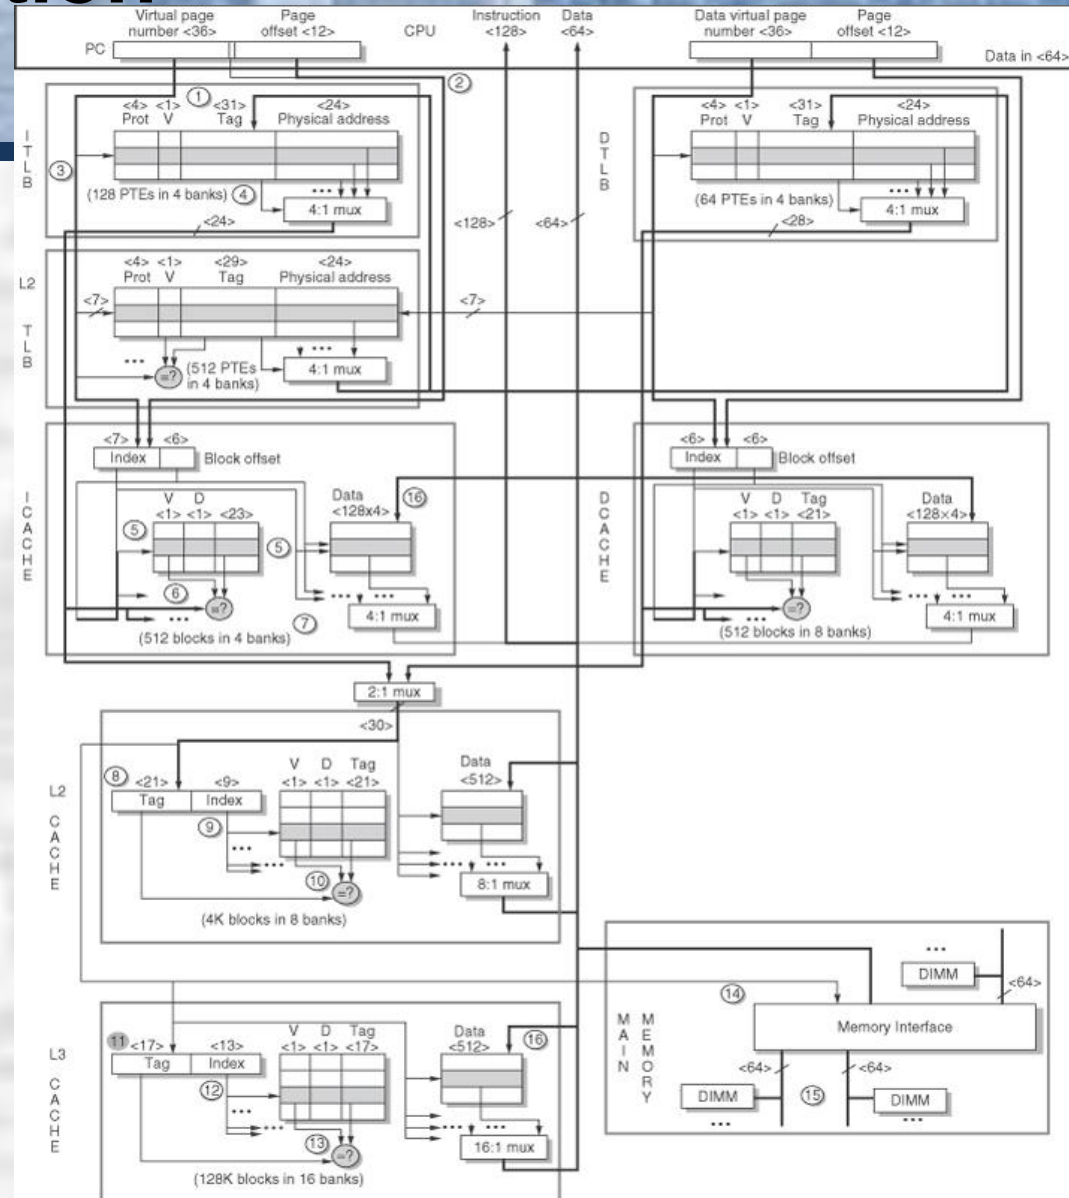 Virtual page
number <36>
Page
offset <12>
CPU
Instruction
<128>
Data
<64>
Data virtual page
number <36>
Page
offset <12>
PC
Data in <64>
1
2
I
T
L
B
<4> <1> <31> <24>
Prot V Tag Physical address
3
(128 PTEs in 4 banks)
4
...
4:1 mux
<24>
<128>
<64>
D
T
L
B
<4> <1> <31> <24>
Prot V Tag Physical address
(64 PTEs in 4 banks)
...
4:1 mux
<28>
L2
T
L
B
<4> <1> <29> <24>
Prot V Tag Physical address
<7>
<7>
...
=?
(512 PTEs
in 4 banks)
...
4:1 mux
I
C
A
C
H
E
<7> <6>
Index Block offset
V D
<1> <1> <23>
Data
<128x4>
16
5
5
6
=?
...
7
... ...
4:1 mux
(512 blocks in 4 banks)
D
C
A
C
H
E
<6> <6>
Index Block offset
V D Tag
<1> <1> <21>
Data
<128×4>
=?
...
... ...
4:1 mux
(512 blocks in 8 banks)
2:1 mux
<30>
L2
C
A
C
H
E
8
<21> <9>
Tag Index
V D Tag
<1> <1> <21>
Data
<512>
9
...
...
10
=?
... ...
8:1 mux
(4K blocks in 8 banks)
L3
C
A
C
H
E
11
<17> <13>
Tag Index
V D Tag
<1> <1> <17>
Data
<512>
16
12
...
...
13
=?
... ...
16:1 mux
(128K blocks in 16 banks)
M
A
I
N
M
E
M
O
R
Y
14
...
DIMM
<64>
Memory Interface
<64>
<64>
DIMM
15
DIMM
...
...